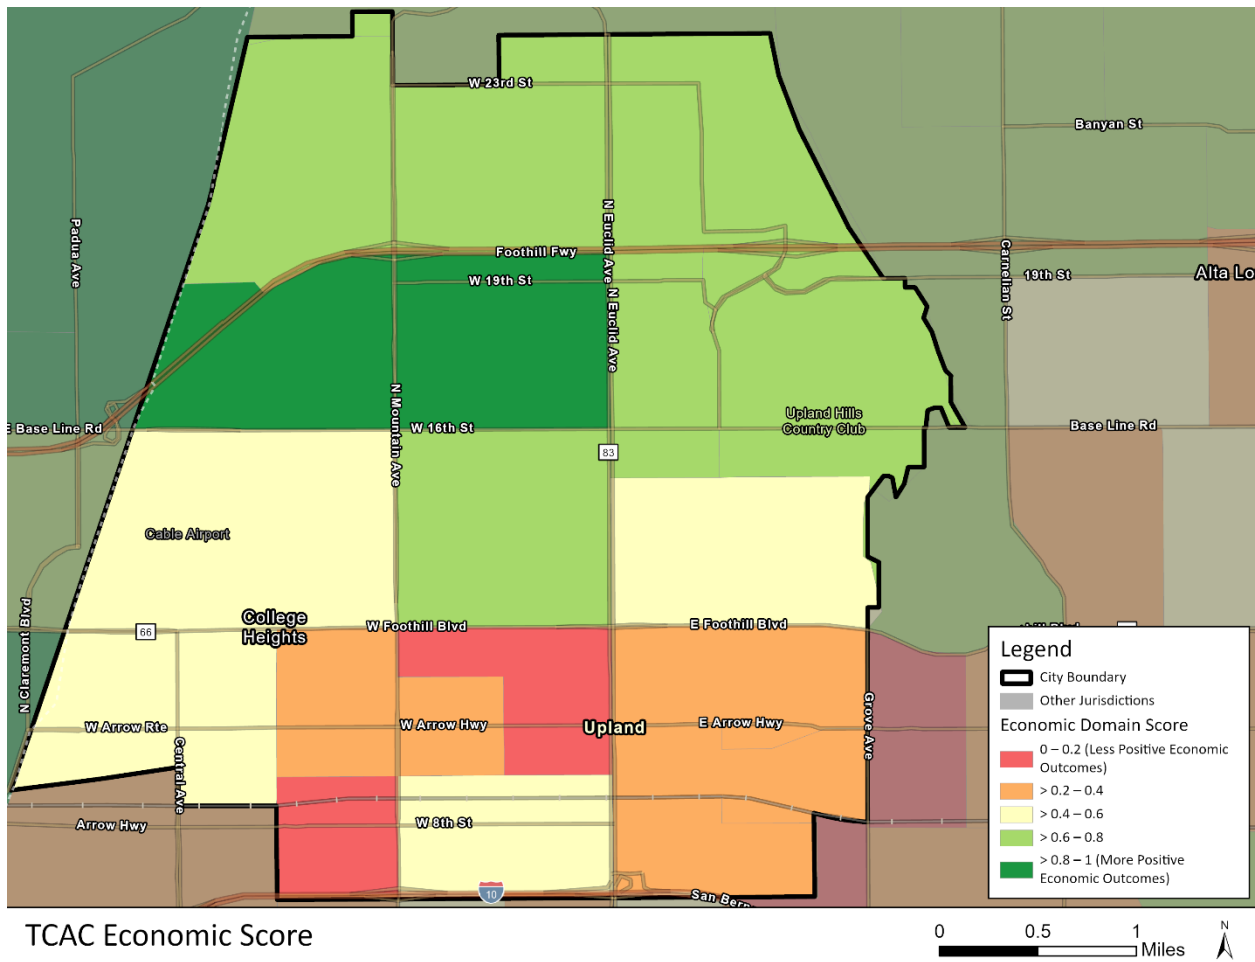 W 23rd St
Banyan St
Padua Ave
N Euclid Ave
Foothill Fwy
Carnelian St
W 19th St
19th St
Alta Lo
N Euclid Ave
N Mountain Ave
Upland Hills
Country Club
E Base Line Rd
W 16th St
Base Line Rd
83
Cable Airport
College
Heights
66
W Foothill Blvd
E Foothill Blvd
N Claremont Blvd
W Arrow Rte
W Arrow Hwy
Upland
E Arrow Hwy
Grove Ave
Central Ave
Arrow Hwy
W 8th St
10
San Bern
Legend
City Boundary
Other Jurisdictions
Economic Domain Score
0 – 0.2 (Less Positive Economic
Outcomes)
> 0.2 – 0.4
> 0.4 – 0.6
> 0.6 – 0.8
> 0.8 – 1 (More Positive
Economic Outcomes)
TCAC Economic Score
0 0.5 1
Miles
N